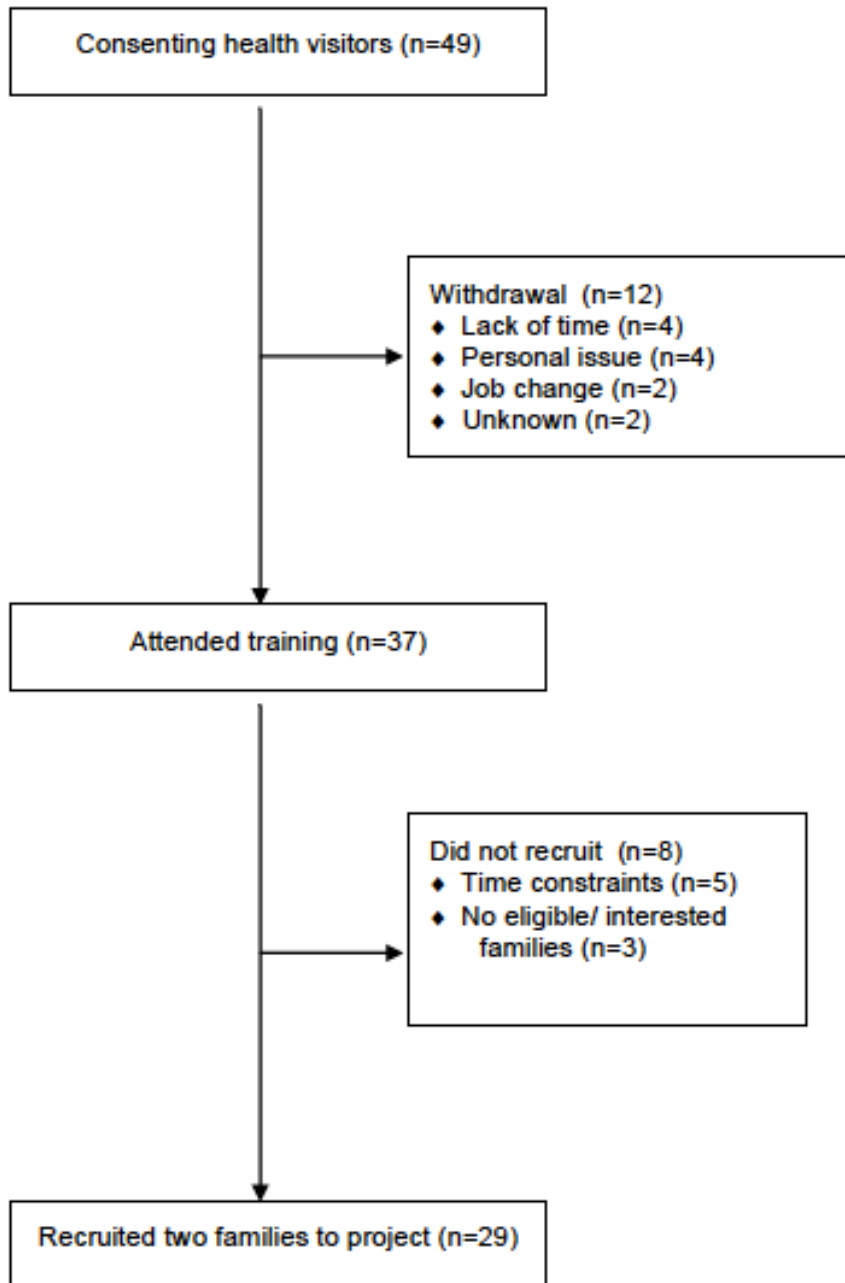 Consenting health visitors (n=49)
Withdrawal (n=12)
♦ Lack of time (n=4)
♦ Personal issue (n=4)
♦ Job change (n=2)
♦ Unknown (n=2)
Attended training (n=37)
Did not recruit (n=8)
♦ Time constraints (n=5)
♦ No eligible/ interested
families (n=3)
Recruited two families to project (n=29)